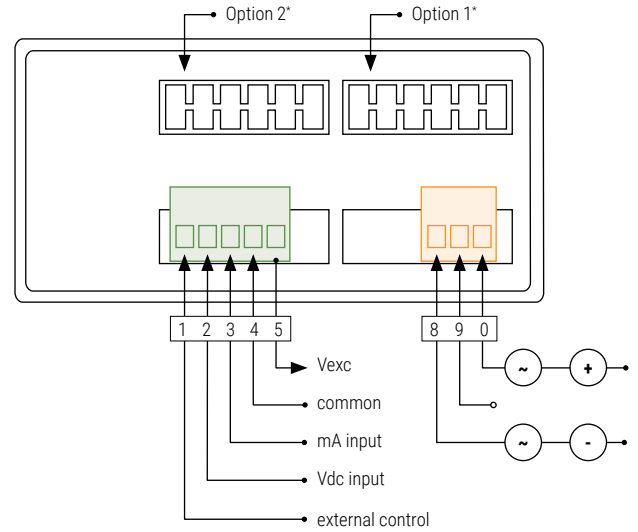 Option 2*
Option 1*
1 2 3 4 5
8 9 0
Vexc
~ +
common
mA input
~ -
Vdc input
external control